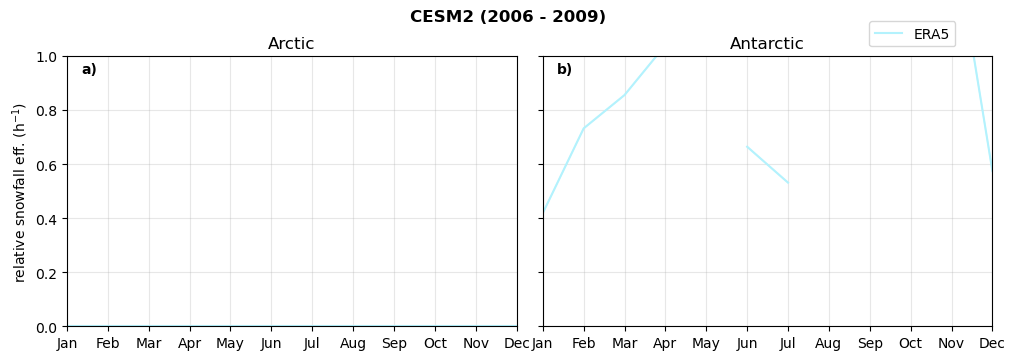 CESM2 (2006 - 2009)
ERA5
Arctic
Antarctic
a)
b)
relative snowfall eff. (h⁻¹)
1.0
0.8
0.6
0.4
0.2
0.0
Jan Feb Mar Apr May Jun Jul Aug Sep Oct Nov Dec
Jan Feb Mar Apr May Jun Jul Aug Sep Oct Nov Dec